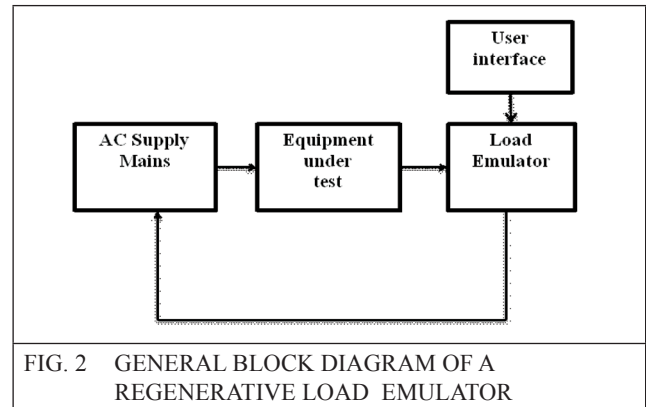 User
interface
AC Supply
Mains
Equipment
under
test
Load
Emulator
FIG. 2 GENERAL BLOCK DIAGRAM OF A
REGENERATIVE LOAD EMULATOR